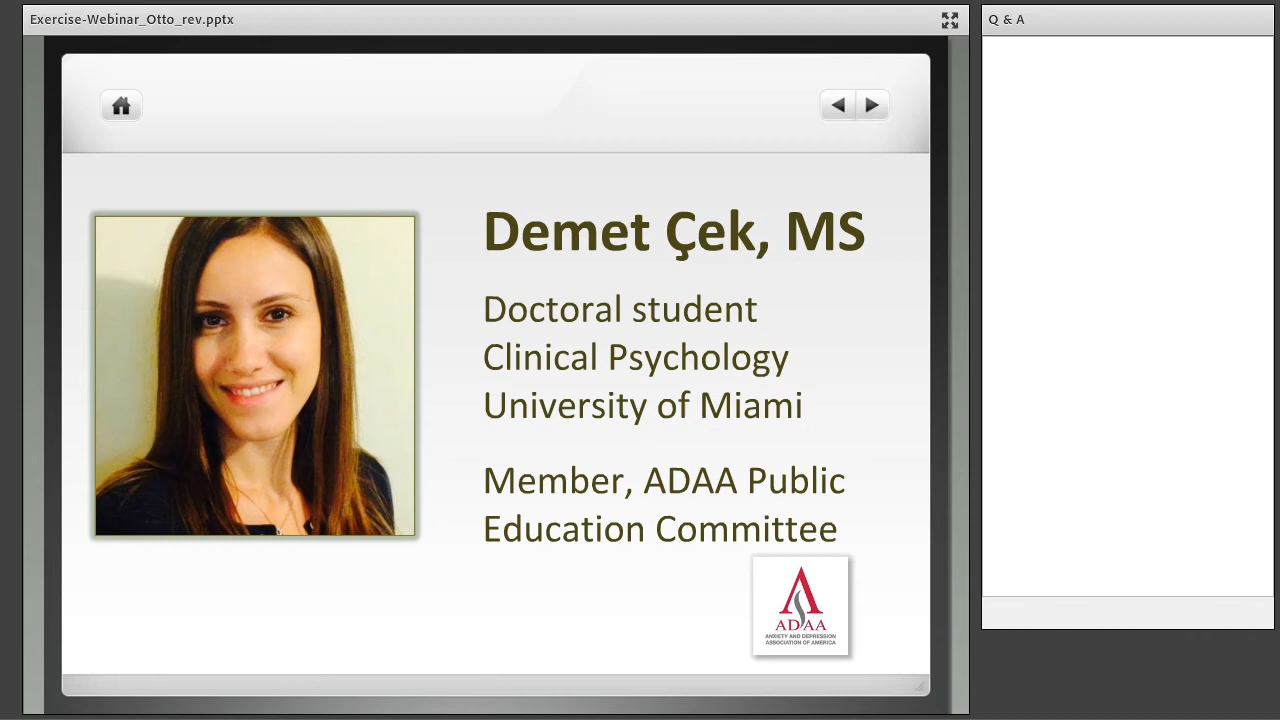 Exercise-Webinar_Otto_rev.pptx
Q & A
Demet Çek, MS
Doctoral student
Clinical Psychology
University of Miami
Member, ADAA Public
Education Committee
ADAA
ANXIETY AND DEPRESSION
ASSOCIATION OF AMERICA